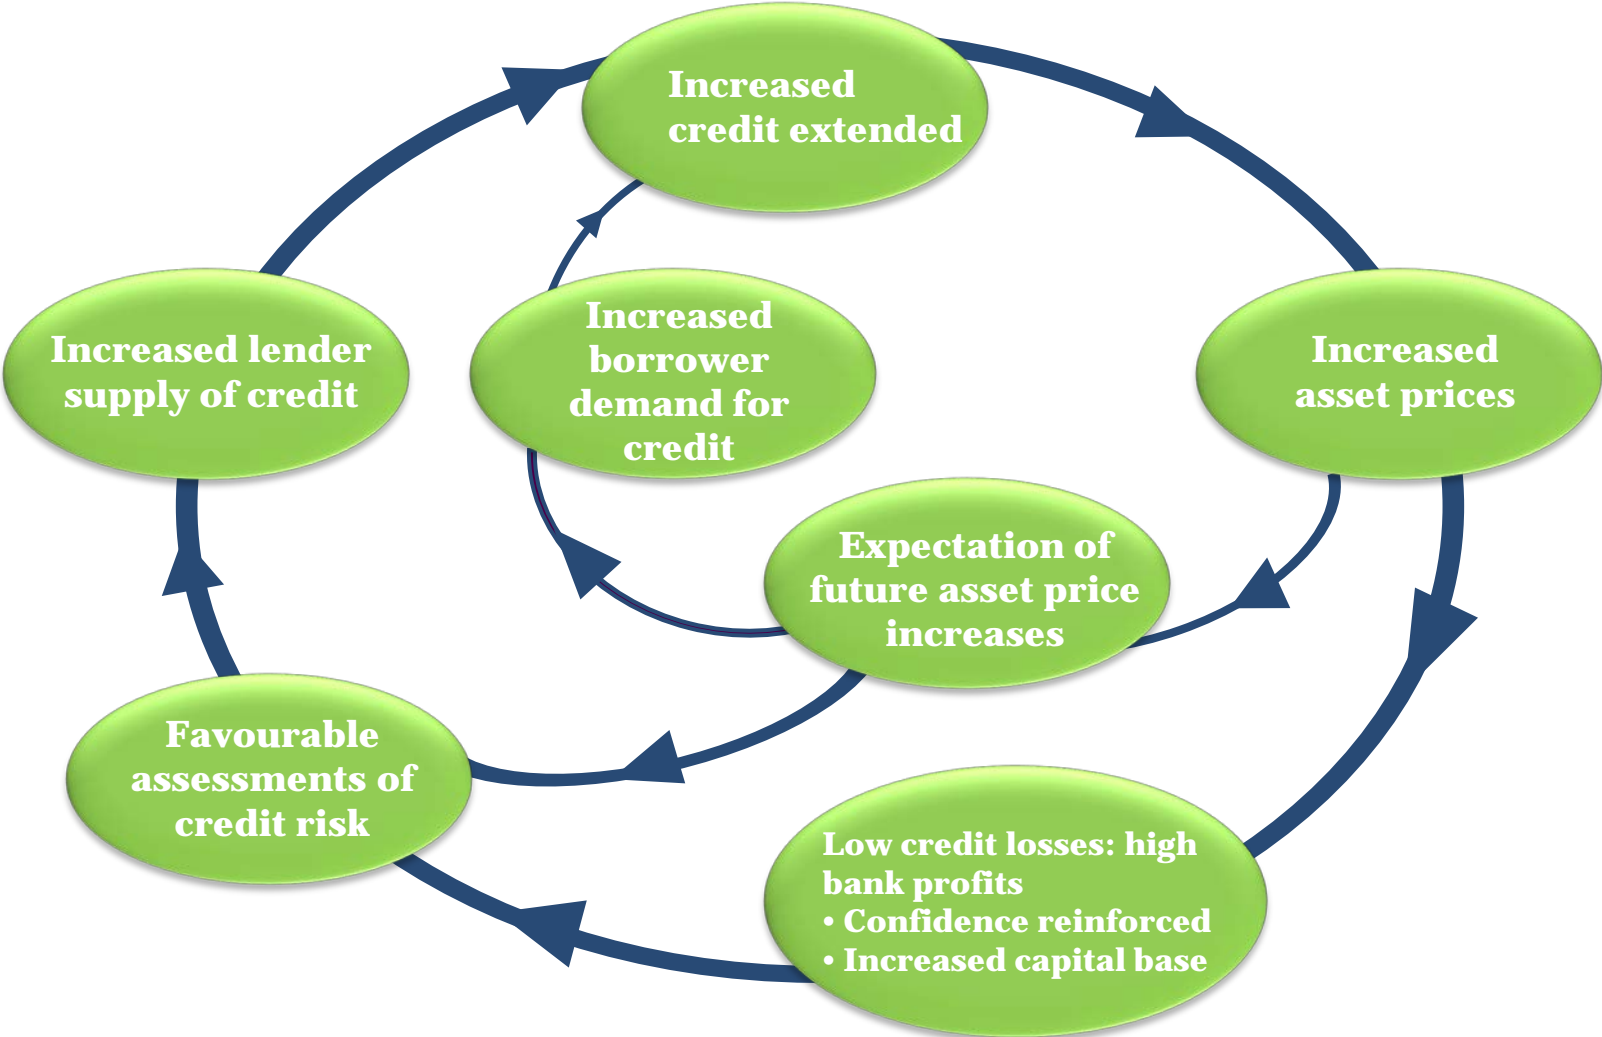 Increased
credit extended
Increased lender
supply of credit
Increased
borrower
demand for
credit
Increased
asset prices
Expectation of
future asset price
increases
Favourable
assessments of
credit risk
Low credit losses: high
bank profits
• Confidence reinforced
• Increased capital base